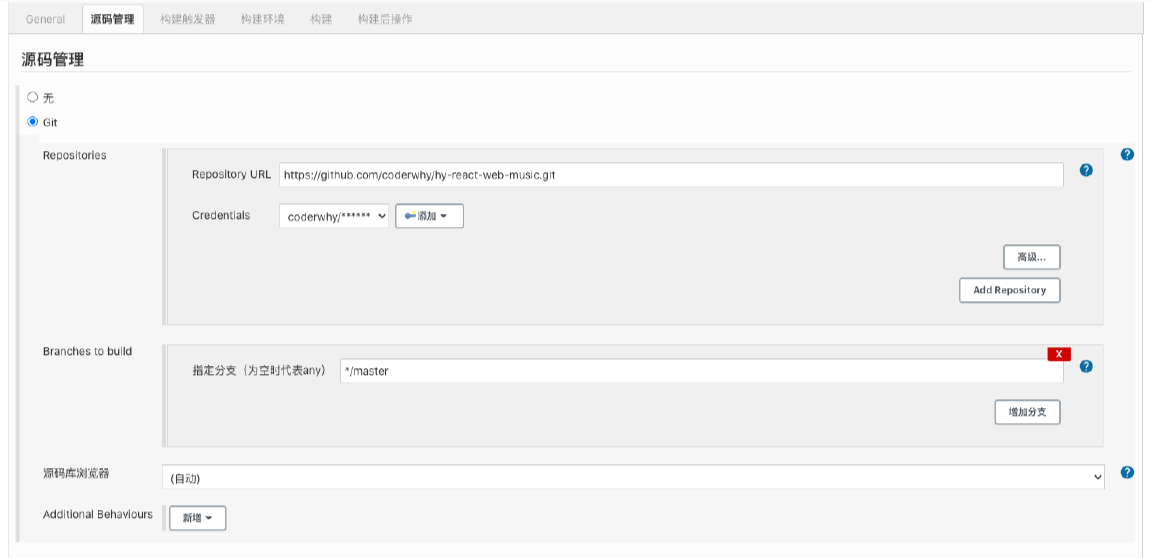 General 源码管理 构建触发器 构建环境 构建 构建后操作
源码管理
无
Git
Repositories
Repository URL https://github.com/coderwhy/hy-react-web-music.git
Credentials coderwhy/****** 添加
高级...
Add Repository
Branches to build
X
指定分支（为空时代表any） */master
增加分支
源码库浏览器 (自动)
Additional Behaviours 新增